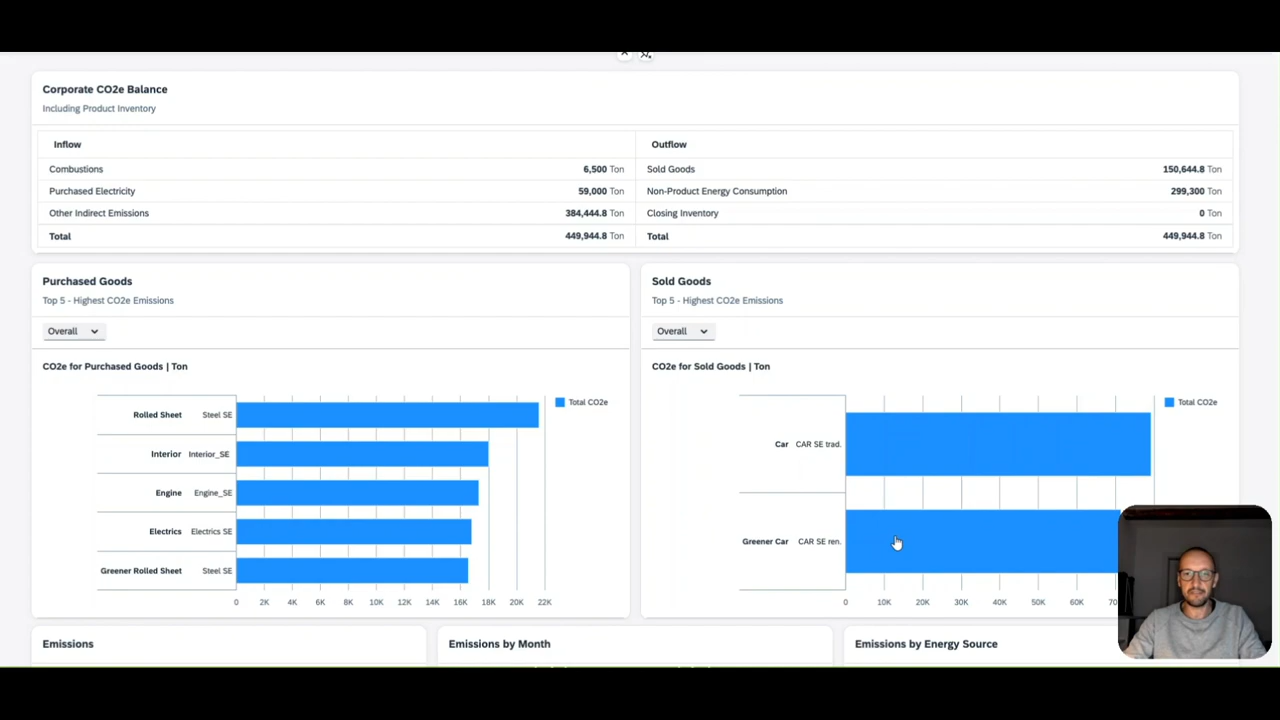 Corporate CO2e Balance
Including Product Inventory
Inflow
Outflow
Combustions 6,500 Ton
Sold Goods 150,644.8 Ton
Purchased Electricity 59,000 Ton
Non-Product Energy Consumption 299,300 Ton
Other Indirect Emissions 384,444.8 Ton
Closing Inventory 0 Ton
Total 449,944.8 Ton
Total 449,944.8 Ton
Purchased Goods
Top 5 - Highest CO2e Emissions
Overall
CO2e for Purchased Goods | Ton
Total CO2e
Rolled Sheet Steel SE
Interior Interior_SE
Engine Engine_SE
Electrics Electrics SE
Greener Rolled Sheet Steel SE
0 2K 4K 6K 8K 10K 12K 14K 16K 18K 20K 22K
Sold Goods
Top 5 - Highest CO2e Emissions
Overall
CO2e for Sold Goods | Ton
Total CO2e
Car CAR SE trad.
Greener Car CAR SE ren.
0 10K 20K 30K 40K 50K 60K
Emissions
Emissions by Month
Emissions by Energy Source